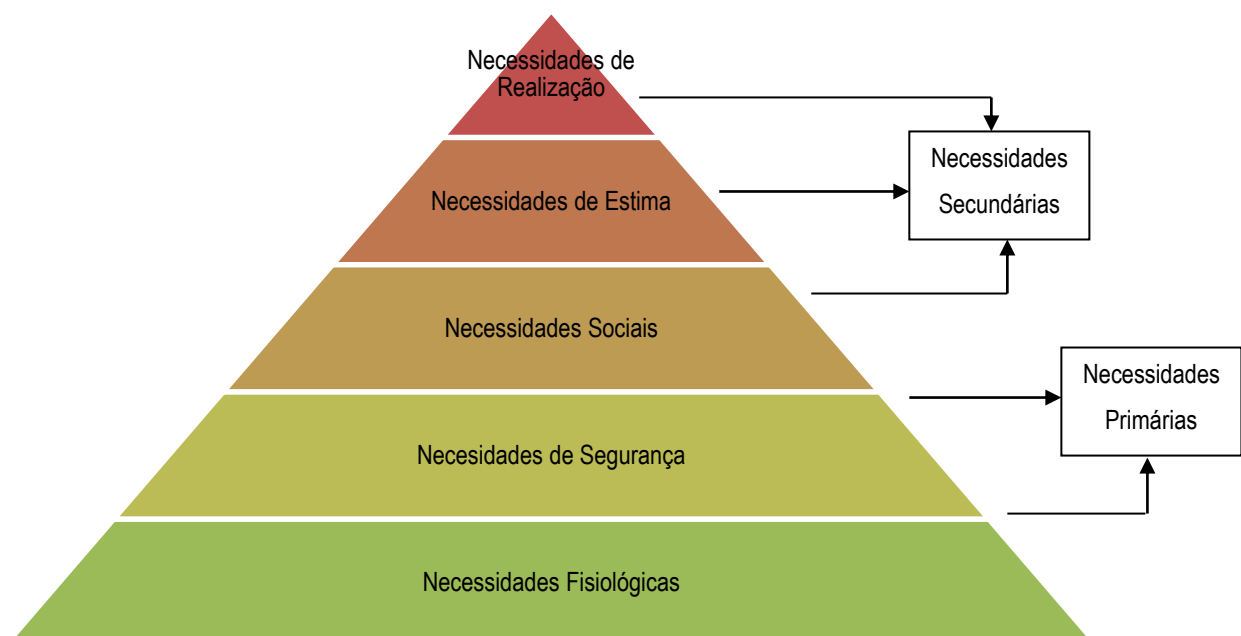 Necessidades de
Realização
Necessidades
Secundárias
Necessidades de Estima
Necessidades Sociais
Necessidades
Primárias
Necesidades de Segurança
Necessidades Fisiológicas